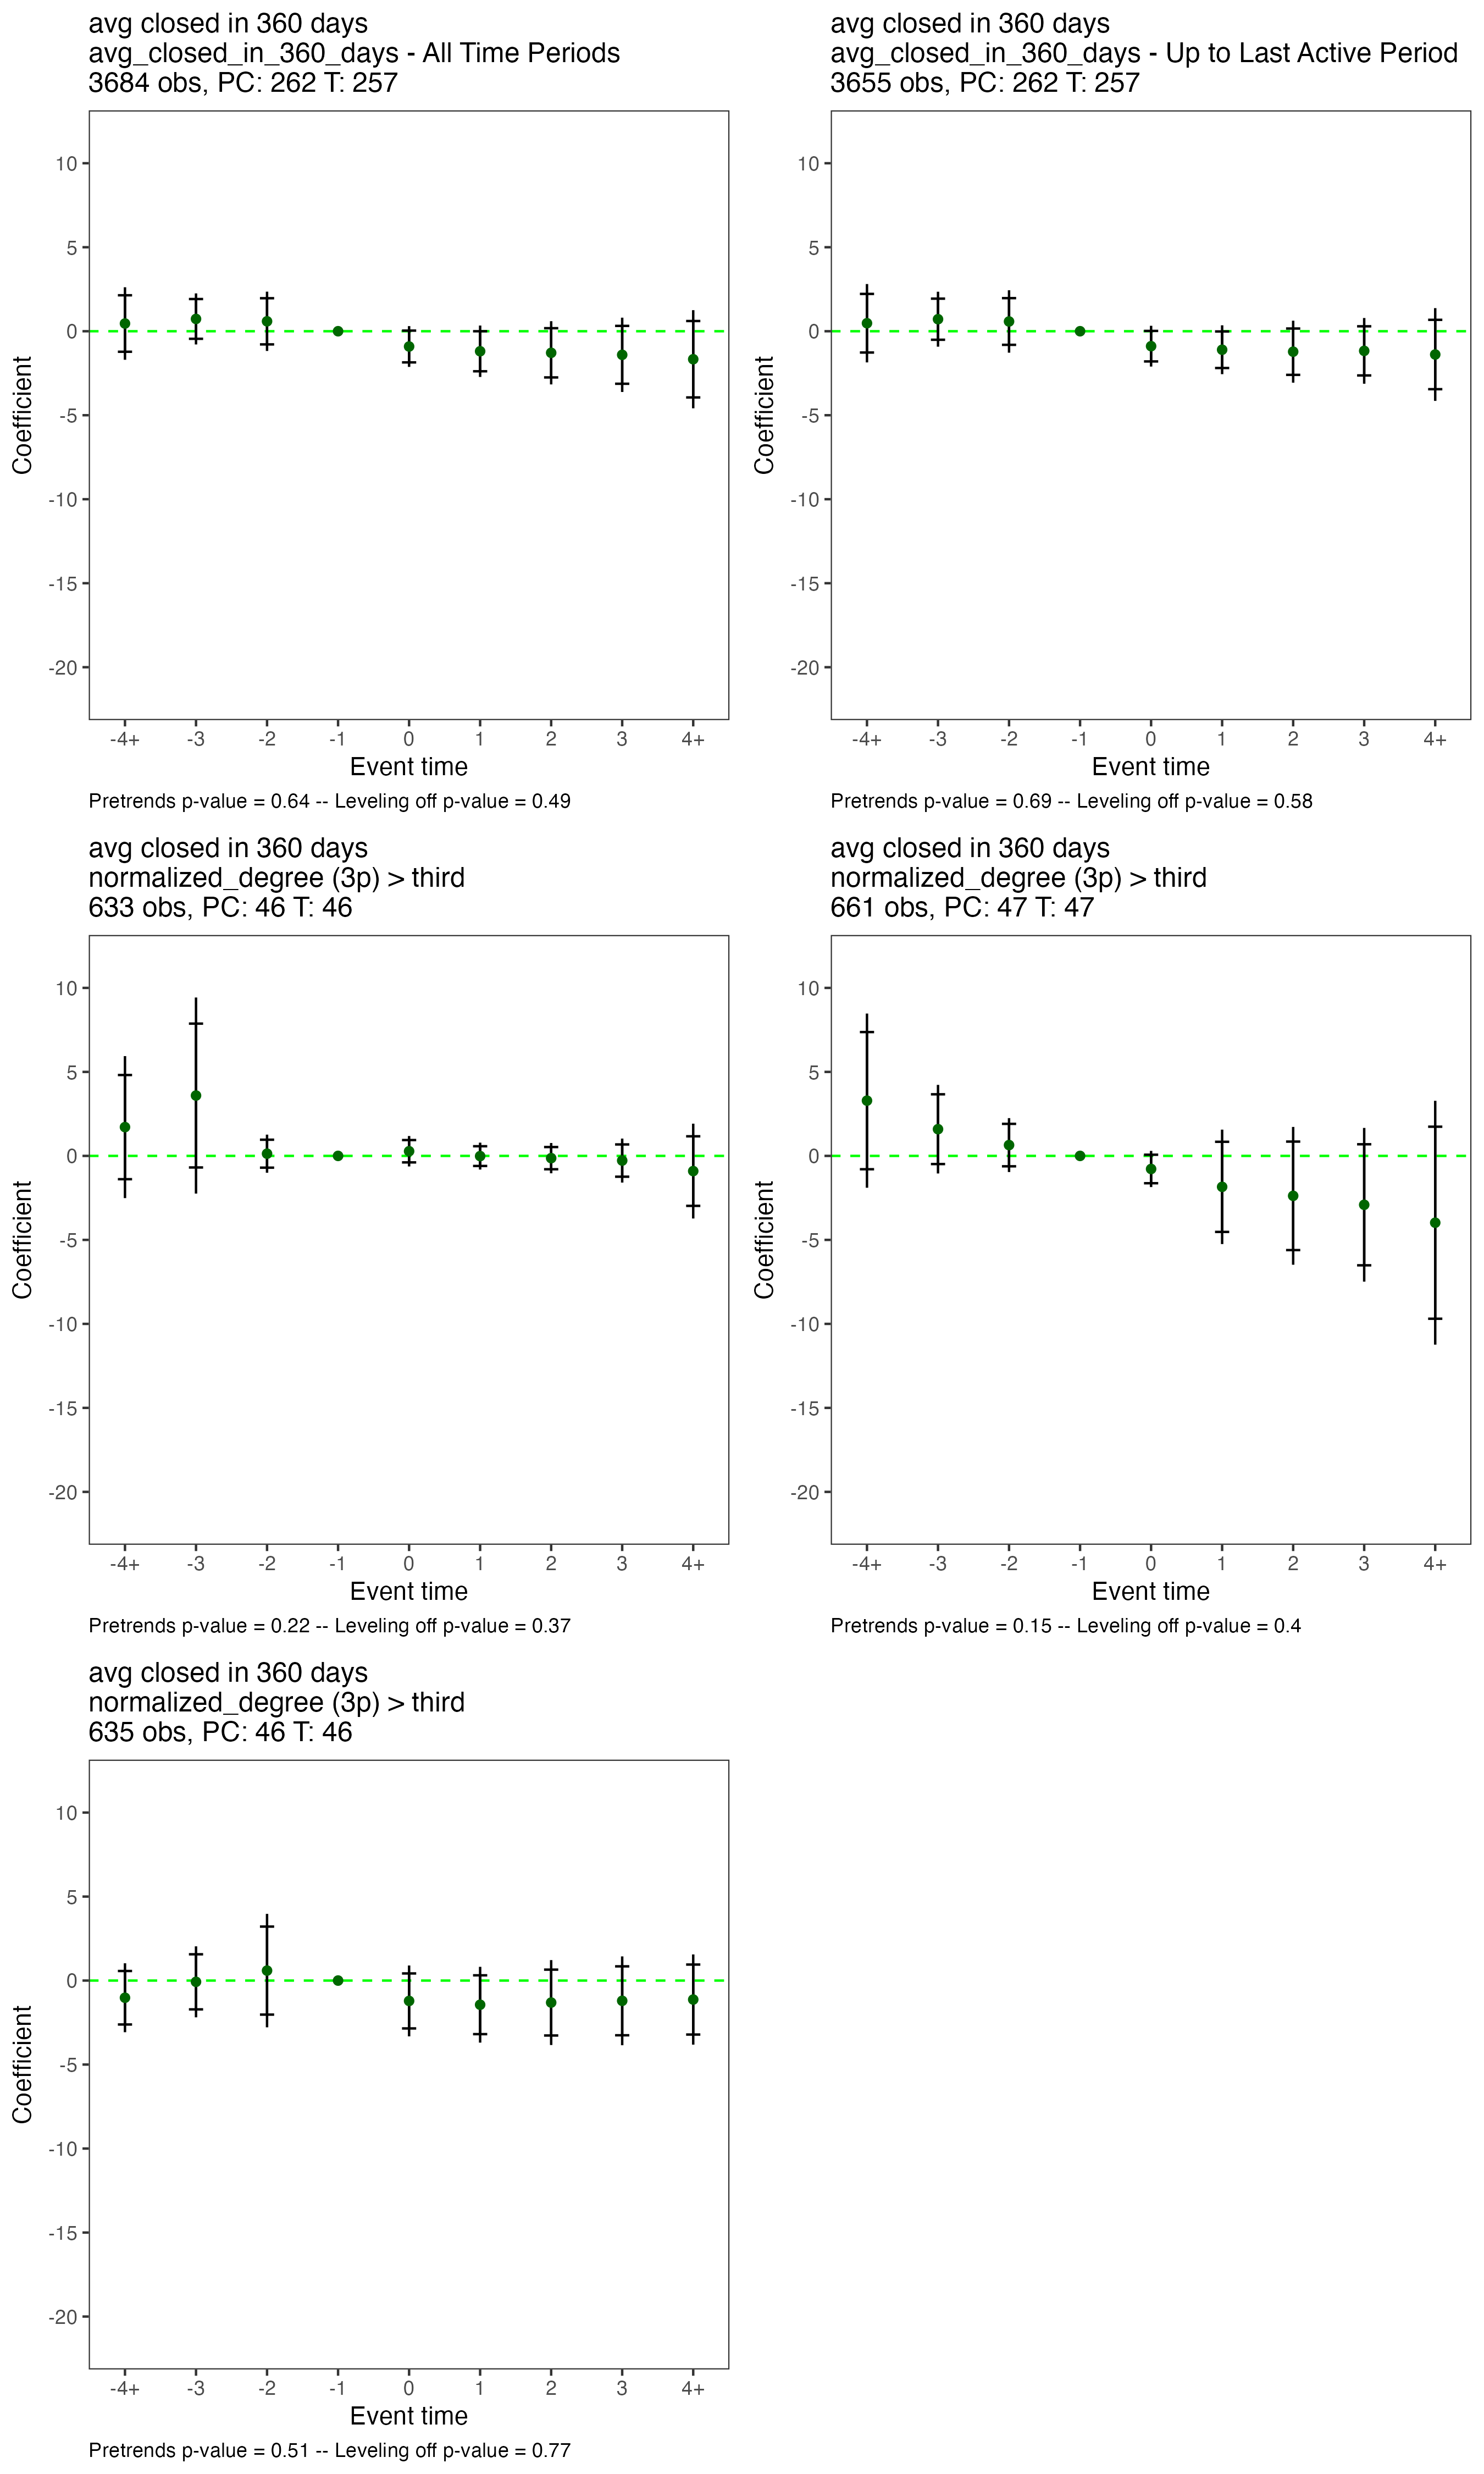 avg closed in 360 days
avg_closed_in_360_days - All Time Periods
3684 obs, PC: 262 T: 257
10
5
0
-5
-10
-15
-20
Coefficient
-4+ -3 -2 -1 0 1 2 3 4+
Event time
Pretrends p-value = 0.64 -- Leveling off p-value = 0.49
avg closed in 360 days
avg_closed_in_360_days - Up to Last Active Period
3655 obs, PC: 262 T: 257
10
5
0
-5
-10
-15
-20
Coefficient
-4+ -3 -2 -1 0 1 2 3 4+
Event time
Pretrends p-value = 0.69 -- Leveling off p-value = 0.58
avg closed in 360 days
normalized_degree (3p) > third
633 obs, PC: 46 T: 46
10
5
0
-5
-10
-15
-20
Coefficient
-4+ -3 -2 -1 0 1 2 3 4+
Event time
Pretrends p-value = 0.22 -- Leveling off p-value = 0.37
avg closed in 360 days
normalized_degree (3p) > third
661 obs, PC: 47 T: 47
10
5
0
-5
-10
-15
-20
Coefficient
-4+ -3 -2 -1 0 1 2 3 4+
Event time
Pretrends p-value = 0.15 -- Leveling off p-value = 0.4
avg closed in 360 days
normalized_degree (3p) > third
635 obs, PC: 46 T: 46
10
5
0
-5
-10
-15
-20
Coefficient
-4+ -3 -2 -1 0 1 2 3 4+
Event time
Pretrends p-value = 0.51 -- Leveling off p-value = 0.77